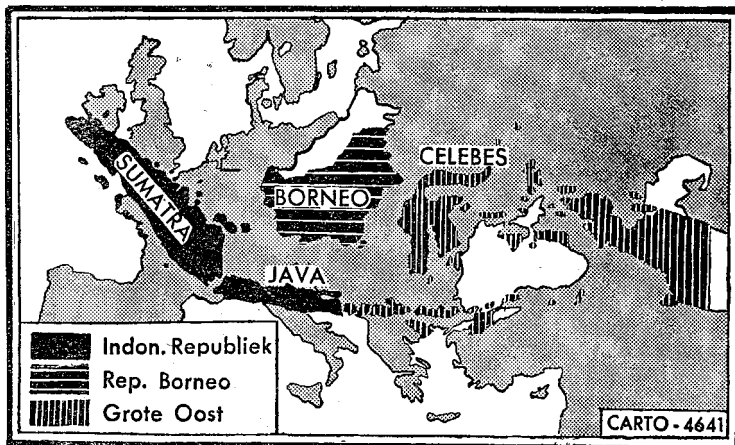 SUMATRA
BORNEO
CELEBES
JAVA
Indon. Republiek
Rep. Borneo
Grote Oost
CARTO - 4641